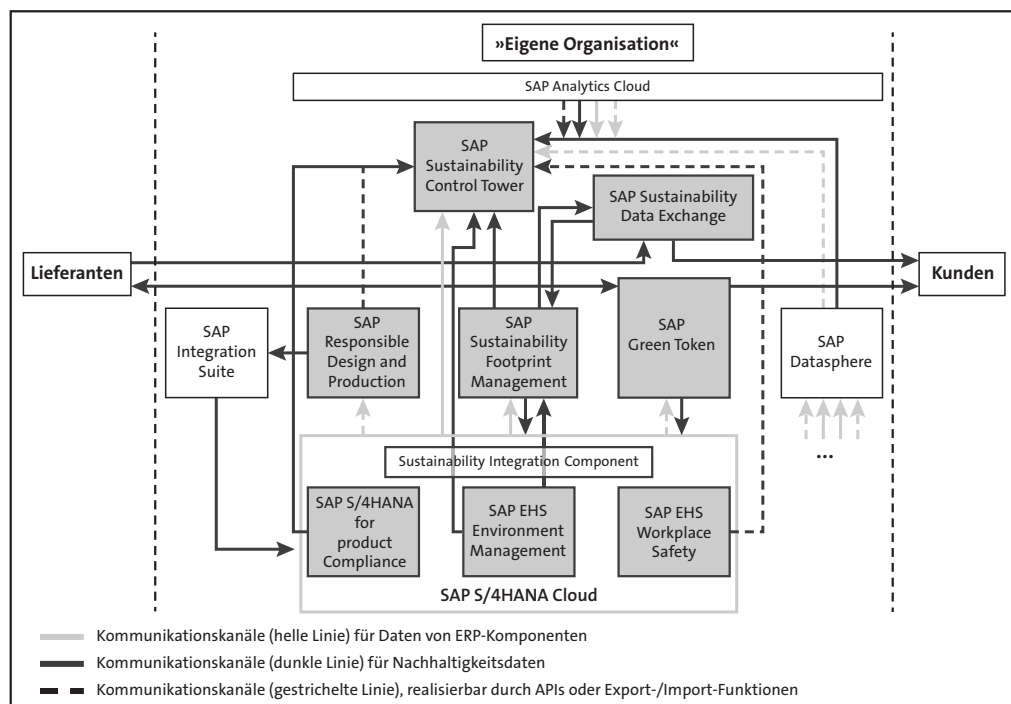 »Eigene Organisation«
SAP Analytics Cloud
SAP
Sustainability
Control Tower
SAP Sustainability
Data Exchange
Lieferanten
Kunden
SAP
Integration
Suite
SAP
Responsible
Design and
Production
SAP
Sustainability
Footprint
Management
SAP
Green Token
SAP
Datasphere
...
Sustainability Integration Component
SAP S/4HANA
for
product
Compliance
SAP EHS
Environment
Management
SAP EHS
Workplace
Safety
SAP S/4HANA Cloud
Kommunikationskanäle (helle Linie) für Daten von ERP-Komponenten
Kommunikationskanäle (dunkle Linie) für Nachhaltigkeitsdaten
Kommunikationskanäle (gestrichelte Linie), realisierbar durch APIs oder Export-/Import-Funktionen